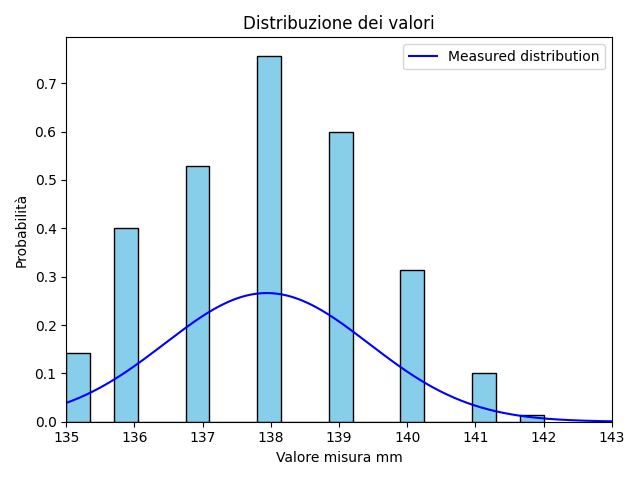 Distribuzione dei valori
Measured distribution
Probabilità
0.7
0.6
0.5
0.4
0.3
0.2
0.1
0.0
135 136 137 138 139 140 141 142 143
Valore misura mm